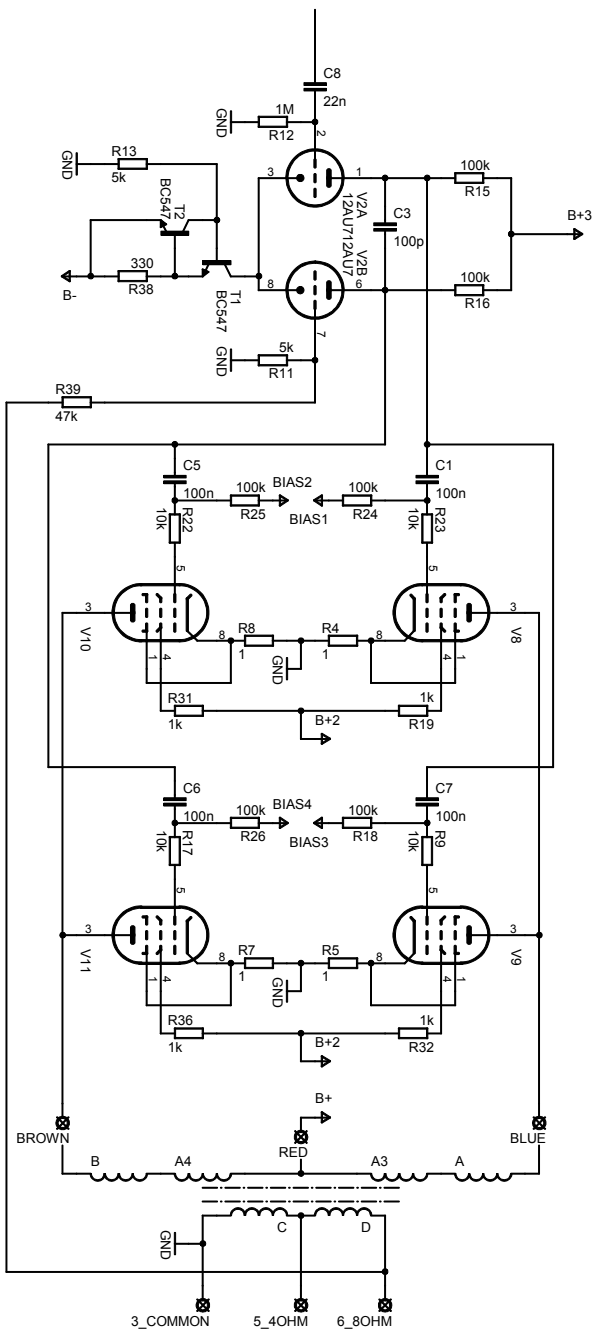 C8
22n
1M
GND
R12
2
R13
GND
5k
T2
BC547
3
1
100k
R15
V2A
12AU712AU7
V2B
C3
100p
B+3
330
R38
B-
T1
BC547
8
6
100k
R16
7
5k
GND
R11
R39
47k
C5
100n
100k
R25
BIAS2
BIAS1
100k
R24
C1
100n
10k
R22
10k
R23
5
5
3
V10
8
R8
1
R4
1
8
3
V8
1
4
GND
4
1
R31
1k
B+2
1k
R19
C6
100n
100k
R26
BIAS4
BIAS3
100k
R18
C7
100n
10k
R17
10k
R9
5
5
3
V11
8
R7
1
R5
1
8
3
V9
1
4
GND
4
1
R36
1k
B+2
1k
R32
B+
BROWN
RED
BLUE
B
A4
A3
A
C
D
GND
3_COMMON
5_4OHM
6_8OHM